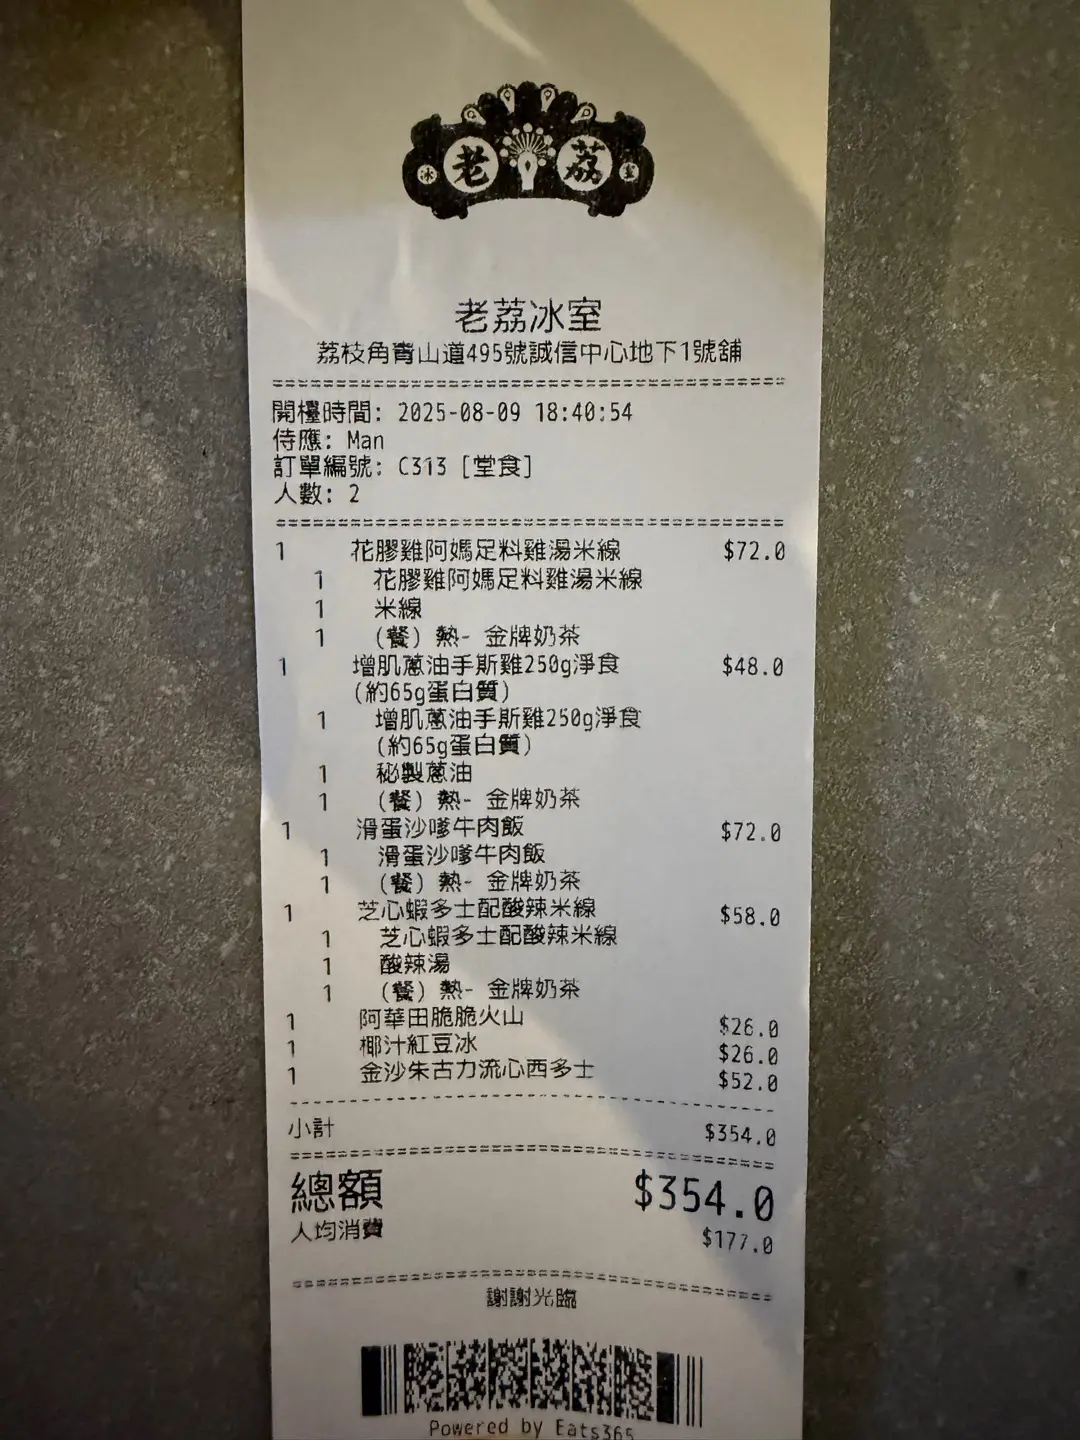 冰 老 荔 室
老荔冰室
荔枝角青山道495號誠信中心地下1號舖
開檯時間: 2025-08-09 18:40:54
侍應: Man
訂單編號: C313 [堂食]
人數: 2
1 花膠雞阿媽足料雞湯米線 $72.0
1 花膠雞阿媽足料雞湯米線
1 米線
1 (餐) 熱- 金牌奶茶
1 增肌蔥油手斯雞250g淨食 $48.0
(約65g蛋白質)
1 增肌蔥油手斯雞250g淨食
(約65g蛋白質)
1 秘製蔥油
1 (餐) 熱- 金牌奶茶
1 滑蛋沙嗲牛肉飯 $72.0
1 滑蛋沙嗲牛肉飯
1 (餐) 熱- 金牌奶茶
1 芝心蝦多士配酸辣米線 $58.0
1 芝心蝦多士配酸辣米線
1 酸辣湯
1 (餐) 熱- 金牌奶茶
1 阿華田脆脆火山 $26.0
1 椰汁紅豆冰 $26.0
1 金沙朱古力流心西多士 $52.0
小計 $354.0
總額 $354.0
人均消費 $177.0
謝謝光臨
Powered by Eats365